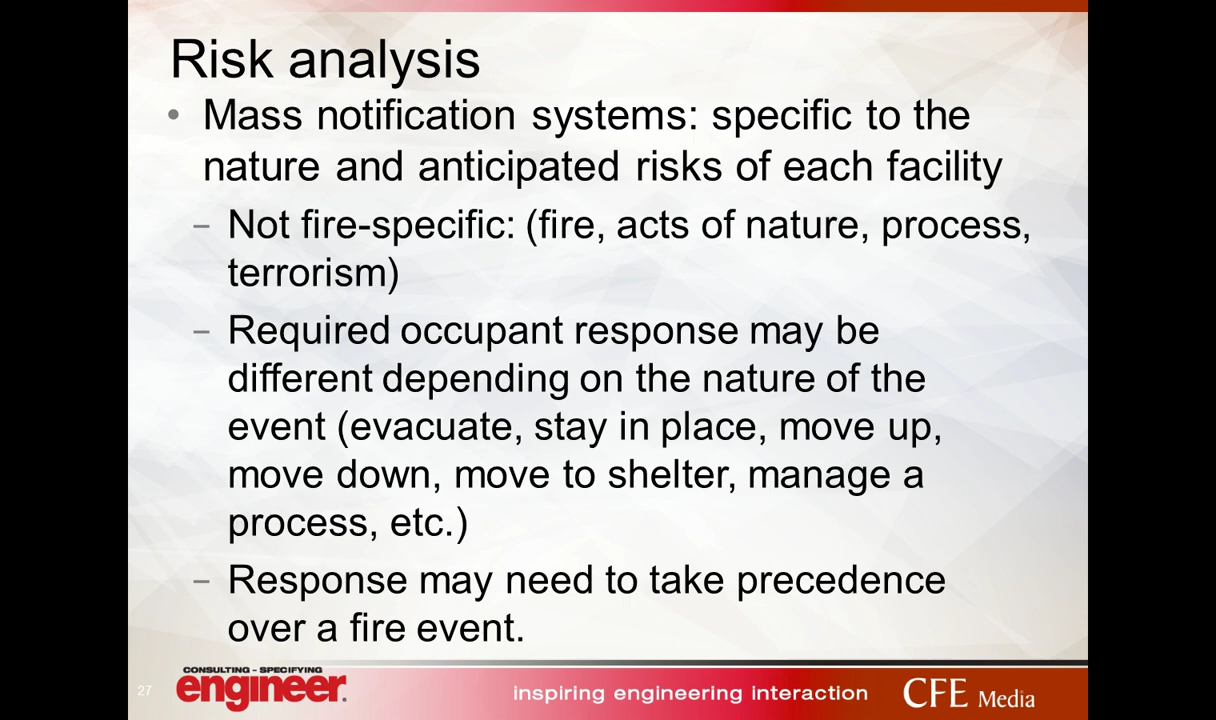 Risk analysis
• Mass notification systems: specific to the
nature and anticipated risks of each facility
– Not fire-specific: (fire, acts of nature, process,
terrorism)
– Required occupant response may be
different depending on the nature of the
event (evacuate, stay in place, move up,
move down, move to shelter, manage a
process, etc.)
– Response may need to take precedence
over a fire event.
27
CONSULTING - SPECIFYING
engineer.
inspiring engineering interaction
CFE Media